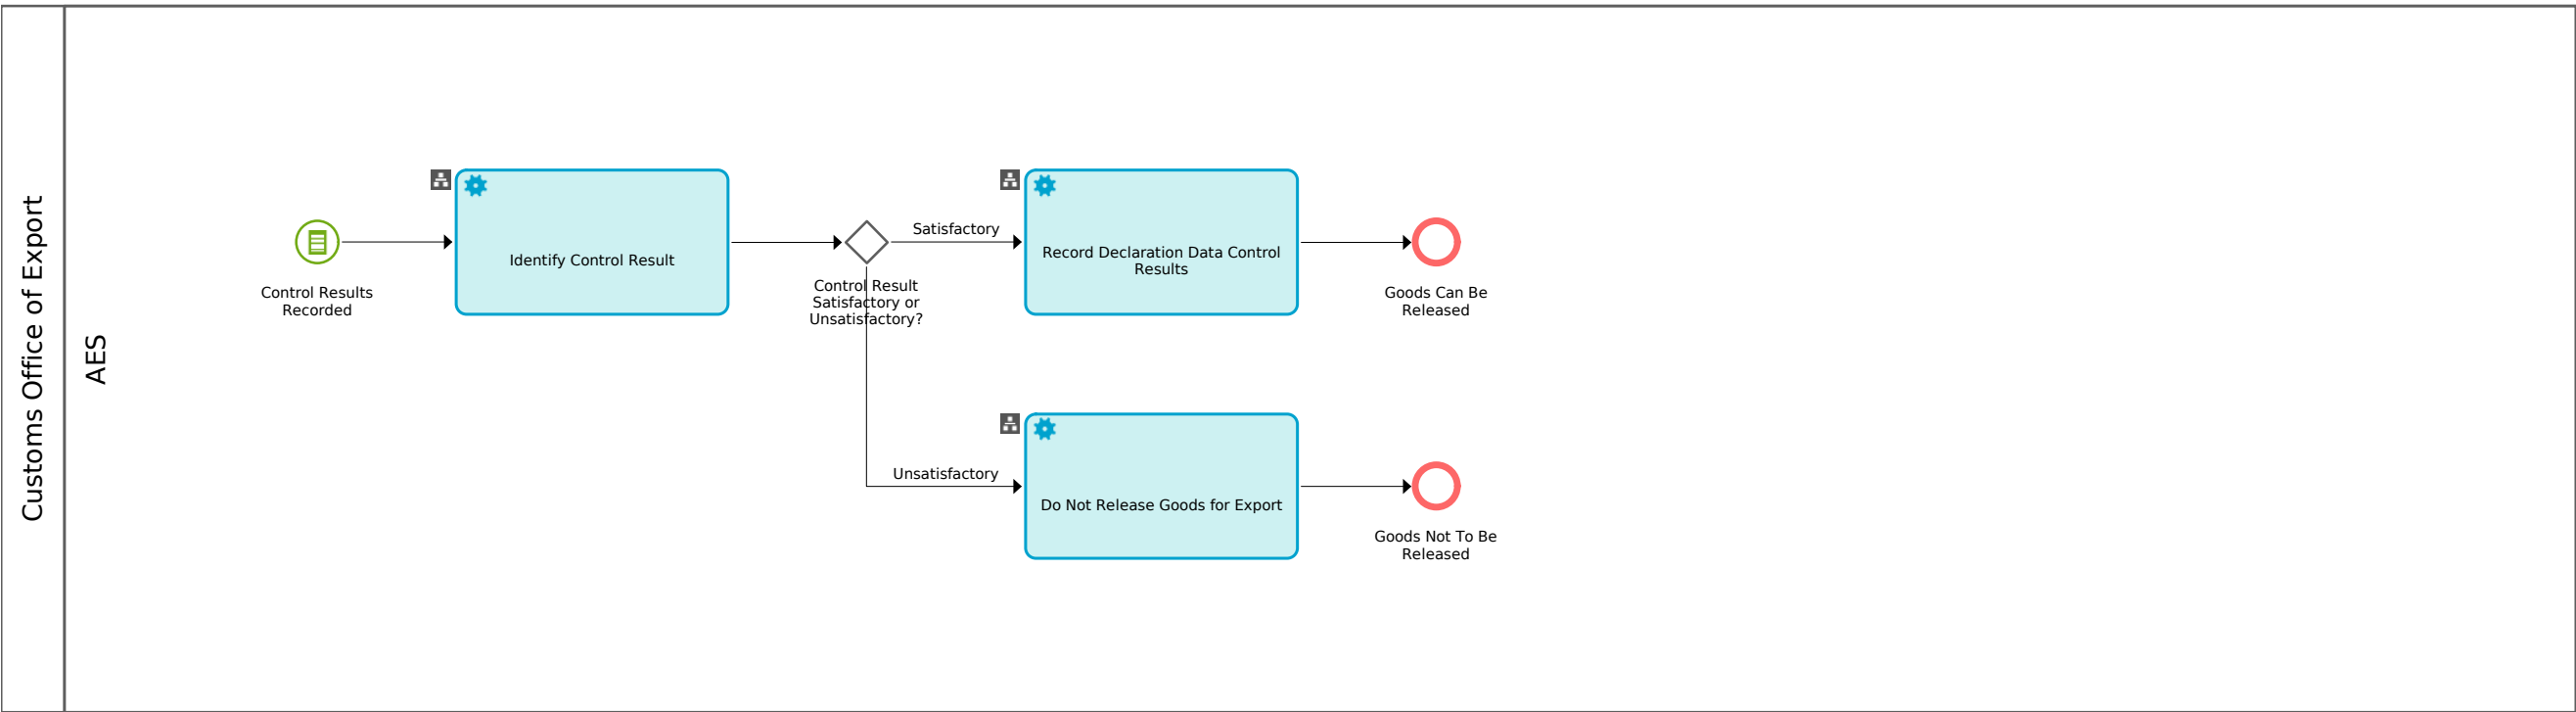 Customs Office of Export
AES
Control Results
Recorded
Identify Control Result
Control Result
Satisfactory or
Unsatisfactory?
Satisfactory
Record Declaration Data Control
Results
Goods Can Be
Released
Unsatisfactory
Do Not Release Goods for Export
Goods Not To Be
Released